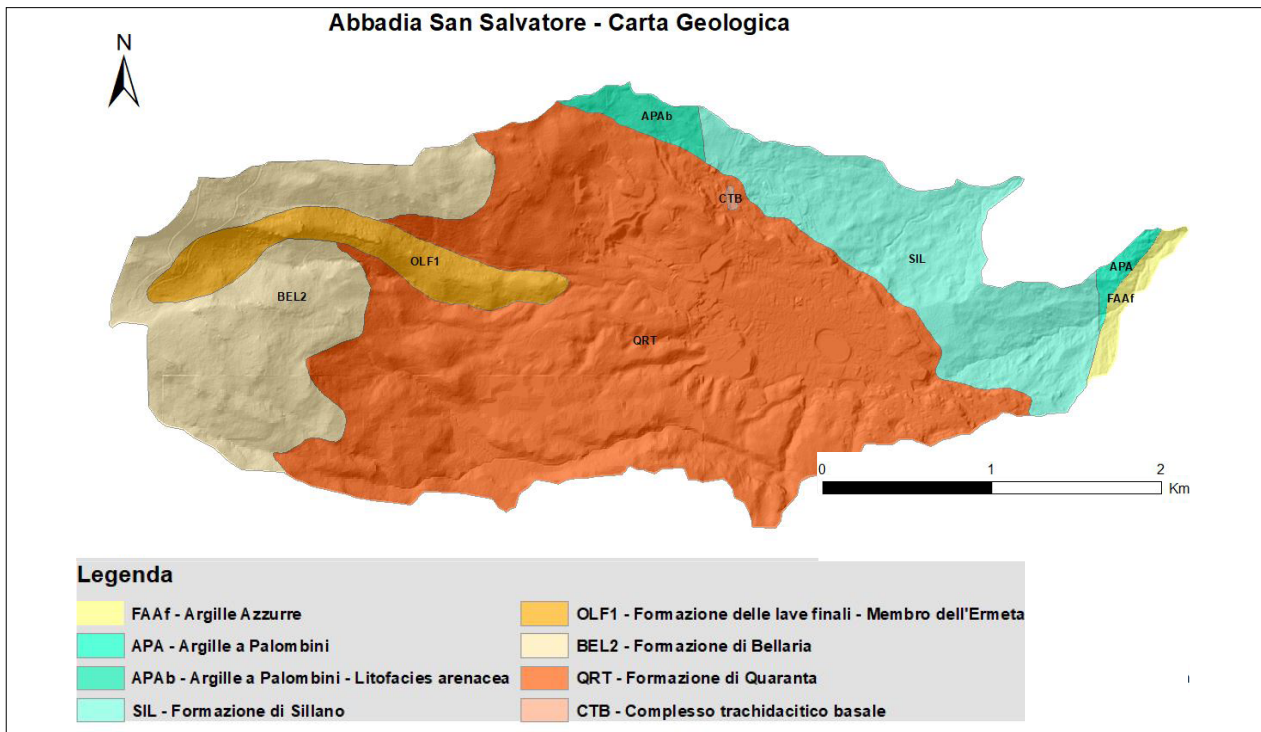 Abbadia San Salvatore - Carta Geologica
N
APAb
CTB
OLF1
SIL
APA
BEL2
FAAf
QRT
0 1 2
Km
Legenda
FAAf - Argille Azzurre
APA - Argille a Palombini
APAb - Argille a Palombini - Litofacies arenacea
SIL - Formazione di Sillano
OLF1 - Formazione delle lave finali - Membro dell'Ermeta
BEL2 - Formazione di Bellaria
QRT - Formazione di Quaranta
CTB - Complesso trachidacitico basale